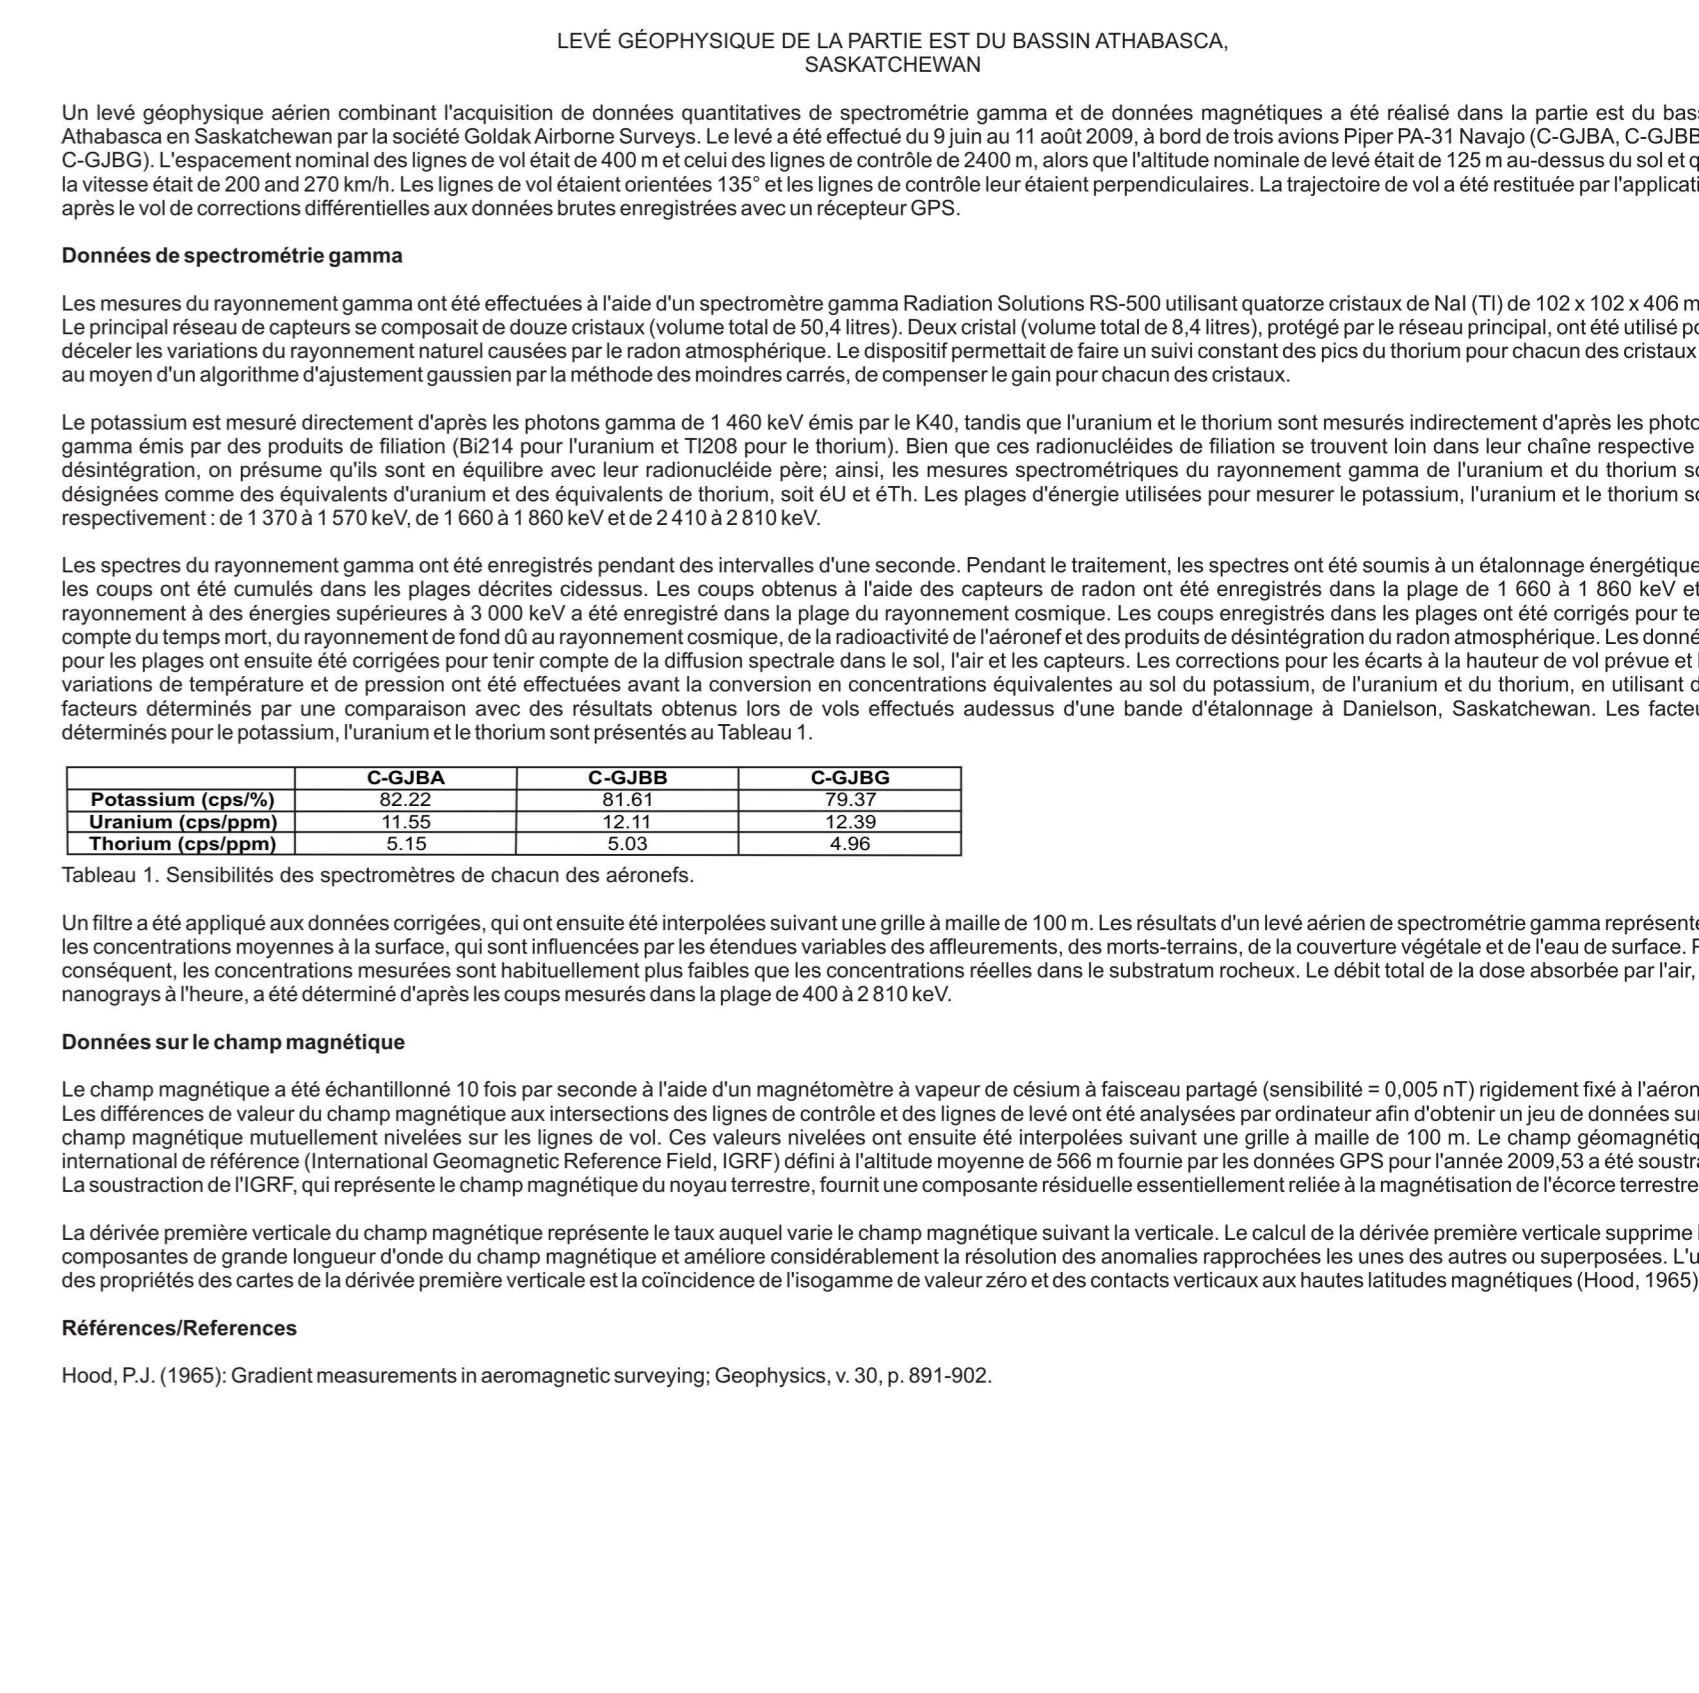 LEVÉ GÉOPHYSIQUE DE LA PARTIE EST DU BASSIN ATHABASCA,
SASKATCHEWAN
Un levé géophysique aérien combinant l'acquisition de données quantitatives de spectrométrie gamma et de données magnétiques a été réalisé dans la partie est du
Athabasca en Saskatchewan par la société Goldak Airborne Surveys. Le levé a été effectué du 9 juin au 11 août 2009, à bord de trois avions Piper PA-31 Navajo (C-GJBA, C-GJBB
C-GJBG). L'espacement nominal des lignes de vol était de 400 m et celui des lignes de contrôle de 2400 m, alors que l'altitude nominale de levé était de 125 m au-dessus du sol et
la vitesse était de 200 and 270 km/h. Les lignes de vol étaient orientées 135° et les lignes de contrôle leur étaient perpendiculaires. La trajectoire de vol a été restituée par
après le vol de corrections différentielles aux données brutes enregistrées avec un récepteur GPS.
Données de spectrométrie gamma
Les mesures du rayonnement gamma ont été effectuées à l'aide d'un spectromètre gamma Radiation Solutions RS-500 utilisant quatorze cristaux de NaI (Tl) de 102 x 102 x 406
Le principal réseau de capteurs se composait de douze cristaux (volume total de 50,4 litres). Deux cristal (volume total de 8,4 litres), protégé par le réseau principal, ont été utilisé
déceler les variations du rayonnement naturel causées par le radon atmosphérique. Le dispositif permettait de faire un suivi constant des pics du thorium pour chacun des cristaux
au moyen d'un algorithme d'ajustement gaussien par la méthode des moindres carrés, de compenser le gain pour chacun des cristaux.
Le potassium est mesuré directement d'après les photons gamma de 1 460 keV émis par le K40, tandis que l'uranium et le thorium sont mesurés indirectement d'après les
gamma émis par des produits de filiation (Bi214 pour l'uranium et Tl208 pour le thorium). Bien que ces radionucléides de filiation se trouvent loin dans leur chaîne respective
désintégration, on présume qu'ils sont en équilibre avec leur radionucléide père; ainsi, les mesures spectrométriques du rayonnement gamma de l'uranium et du thorium
désignées comme des équivalents d'uranium et des équivalents de thorium, soit éU et éTh. Les plages d'énergie utilisées pour mesurer le potassium, l'uranium et le thorium
respectivement : de 1 370 à 1 570 keV, de 1 660 à 1 860 keV et de 2 410 à 2 810 keV.
Les spectres du rayonnement gamma ont été enregistrés pendant des intervalles d'une seconde. Pendant le traitement, les spectres ont été soumis à un étalonnage énergétique
les coups ont été cumulés dans les plages décrites cidessus. Les coups obtenus à l'aide des capteurs de radon ont été enregistrés dans la plage de 1 660 à 1 860 keV et
rayonnement à des énergies supérieures à 3 000 keV a été enregistré dans la plage du rayonnement cosmique. Les coups enregistrés dans les plages ont été corrigés pour
compte du temps mort, du rayonnement de fond dû au rayonnement cosmique, de la radioactivité de l'aéronef et des produits de désintégration du radon atmosphérique. Les
pour les plages ont ensuite été corrigées pour tenir compte de la diffusion spectrale dans le sol, l'air et les capteurs. Les corrections pour les écarts à la hauteur de vol prévue et
variations de température et de pression ont été effectuées avant la conversion en concentrations équivalentes au sol du potassium, de l'uranium et du thorium, en utilisant
facteurs déterminés par une comparaison avec des résultats obtenus lors de vols effectués audessus d'une bande d'étalonnage à Danielson, Saskatchewan. Les
déterminés pour le potassium, l'uranium et le thorium sont présentés au Tableau 1.
C-GJBA C-GJBB C-GJBG
Potassium (cps/%) 82.22 81.61 79.37
Uranium (cps/ppm) 11.55 12.11 12.39
Thorium (cps/ppm) 5.15 5.03 4.96
Tableau 1. Sensibilités des spectromètres de chacun des aéronefs.
Un filtre a été appliqué aux données corrigées, qui ont ensuite été interpolées suivant une grille à maille de 100 m. Les résultats d'un levé aérien de spectrométrie gamma
les concentrations moyennes à la surface, qui sont influencées par les étendues variables des affleurements, des morts-terrains, de la couverture végétale et de l'eau de surface.
conséquent, les concentrations mesurées sont habituellement plus faibles que les concentrations réelles dans le substratum rocheux. Le débit total de la dose absorbée par l'air,
nanograys à l'heure, a été déterminé d'après les coups mesurés dans la plage de 400 à 2 810 keV.
Données sur le champ magnétique
Le champ magnétique a été échantillonné 10 fois par seconde à l'aide d'un magnétomètre à vapeur de césium à faisceau partagé (sensibilité = 0,005 nT) rigidement fixé à
Les différences de valeur du champ magnétique aux intersections des lignes de contrôle et des lignes de levé ont été analysées par ordinateur afin d'obtenir un jeu de données sur
champ magnétique mutuellement nivelées sur les lignes de vol. Ces valeurs nivelées ont ensuite été interpolées suivant une grille à maille de 100 m. Le champ
international de référence (International Geomagnetic Reference Field, IGRF) défini à l'altitude moyenne de 566 m fournie par les données GPS pour l'année 2009,53 a été
La soustraction de l'IGRF, qui représente le champ magnétique du noyau terrestre, fournit une composante résiduelle essentiellement reliée à la magnétisation de l'écorce terrestre
La dérivée première verticale du champ magnétique représente le taux auquel varie le champ magnétique suivant la verticale. Le calcul de la dérivée première verticale supprime
composantes de grande longueur d'onde du champ magnétique et améliore considérablement la résolution des anomalies rapprochées les unes des autres ou superposées.
des propriétés des cartes de la dérivée première verticale est la coïncidence de l'isogamme de valeur zéro et des contacts verticaux aux hautes latitudes magnétiques (Hood, 1965)
Références/References
Hood, P.J. (1965): Gradient measurements in aeromagnetic surveying; Geophysics, v. 30, p. 891-902.